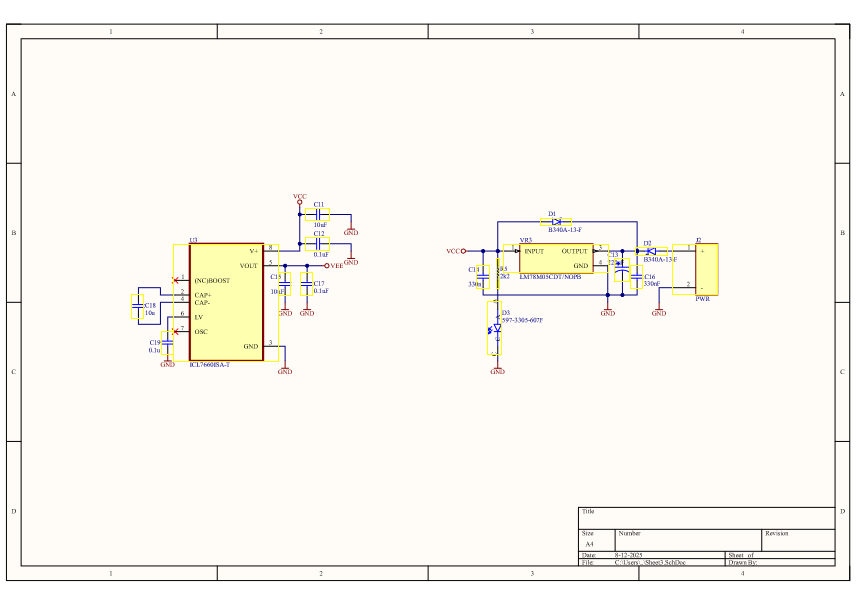 1 2 3 4
A A
VCC
C11
10uF
GND
C12
0.1uF
GND
B B
U3
V+ 8
VOUT 5
VEE
1 (NC)BOOST
2 CAP+
4 CAP-
6 LV
7 OSC
GND 3
ICL7660ISA-T
C18
10u
C19
0.1u
GND
C15
GND
C17
0.1uF
GND
GND
D1
B340A-13-F
VR3
VCC
1 INPUT OUTPUT 3
GND 4
LM78M05CDT/NOPB
330n
R5
282
C13
C16
330nF
D2
B340A-13-F
J2
1 +
2 -
PWR
GND
GND
D3
597-3305-607F
GND
C C
D D
Title
Size Number Revision
A4
Date: 8-12-2025 Sheet of
File: C:\Users\..\Sheet3.SchDoc Drawn By:
1 2 3 4